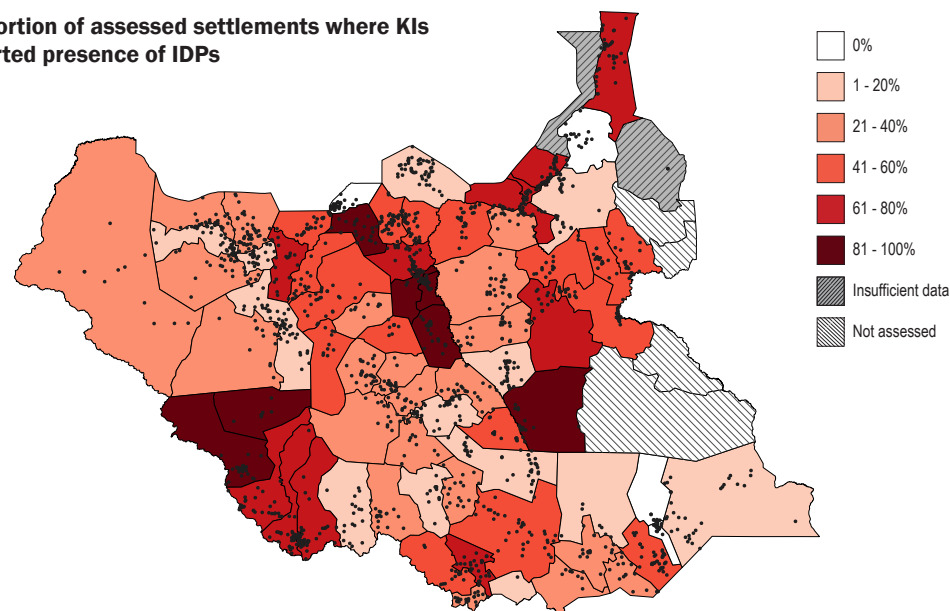 ortion of assessed settlements where KIs
rted presence of IDPs
0%
1 - 20%
21 - 40%
41 - 60%
61 - 80%
81 - 100%
Insufficient data
Not assessed